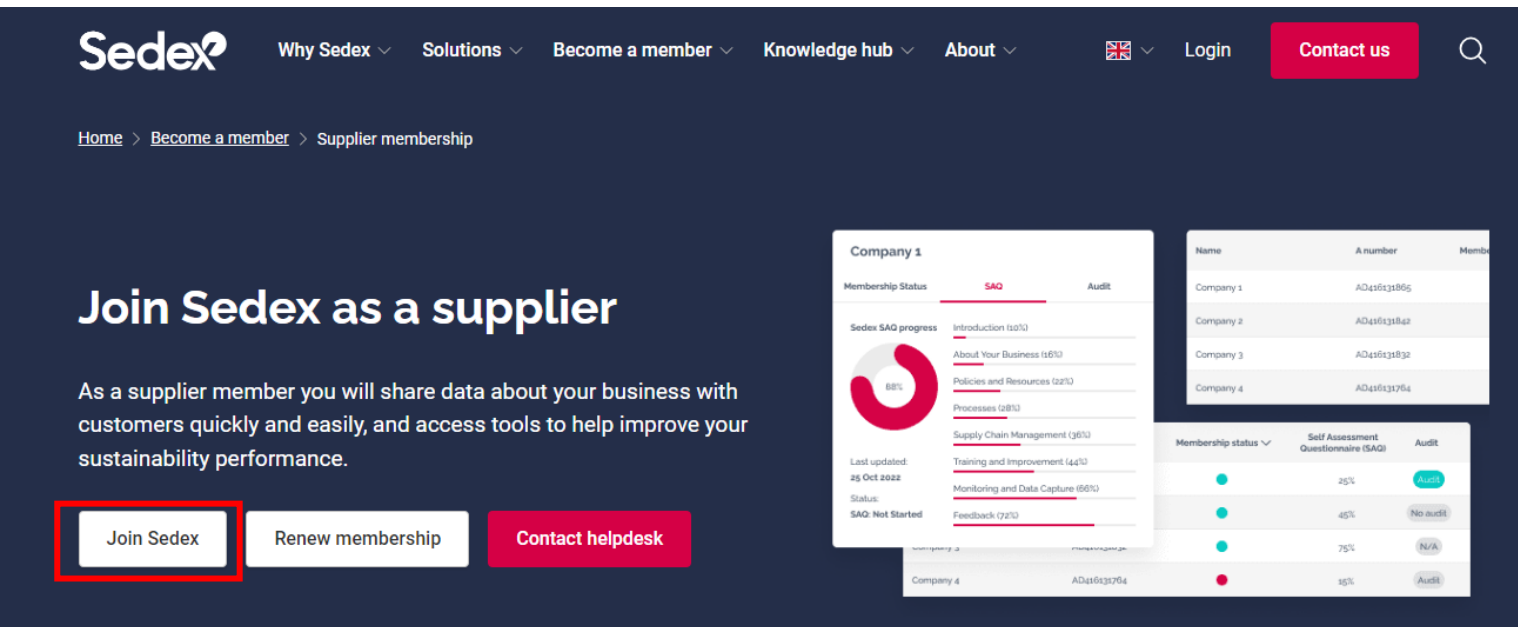 Sedex
Why Sedex
Solutions
Become a member
Knowledge hub
About
Login
Contact us
Home > Become a member > Supplier membership
Join Sedex as a supplier
As a supplier member you will share data about your business with
customers quickly and easily, and access tools to help improve your
sustainability performance.
Join Sedex
Renew membership
Contact helpdesk
Company 1
Membership Status
SAQ
Audit
Sedex SAQ progress
88%
Last updated:
25 Oct 2022
Status:
SAQ: Not Started
Introduction (10%)
About Your Business (16%)
Policies and Resources (22%)
Processes (28%)
Supply Chain Management (36%)
Training and Improvement (44%)
Monitoring and Data Capture (66%)
Feedback (72%)
Name A number
Company 1 AD416131865
Company 2 AD416131842
Company 3 AD416131832
Company 4 AD416131764
Membership status
Self Assessment
Questionnaire (SAQ)
Audit
25% Audit
45% No audit
75% N/A
Company 4 AD416131764 15% Audit